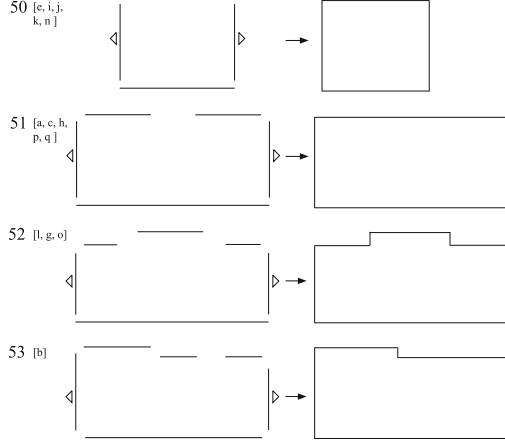 50 [e, i, j,
k, n ]
51 [a, c, h,
p, q ]
52 [l, g, o]
53 [b]